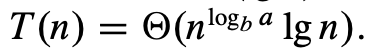 T(n) = Θ(n^{log_b a} lg n).